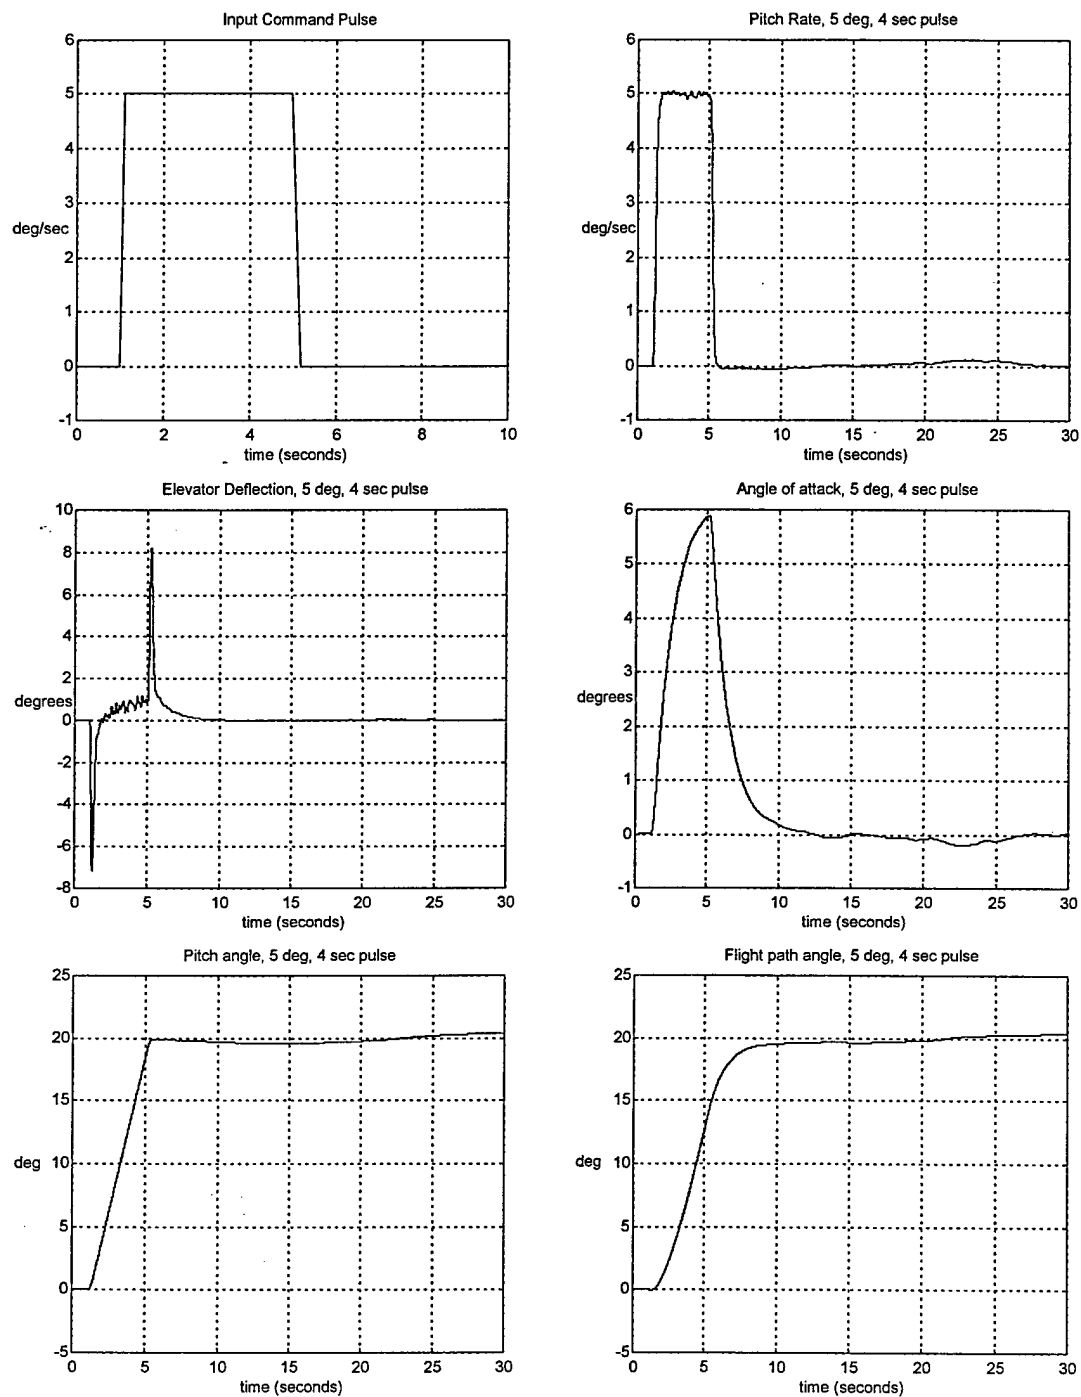 Input Command Pulse
6
5
4
3
deg/sec
2
1
0
-1
0 2 4 6 8 10
time (seconds)
Pitch Rate, 5 deg, 4 sec pulse
6
5
4
3
deg/sec
2
1
0
-1
0 5 10 15 20 25 30
time (seconds)
Elevator Deflection, 5 deg, 4 sec pulse
10
8
6
4
2
degrees
0
-2
-4
-6
-8
0 5 10 15 20 25 30
time (seconds)
Angle of attack, 5 deg, 4 sec pulse
6
5
4
3
degrees
2
1
0
-1
0 5 10 15 20 25 30
time (seconds)
Pitch angle, 5 deg, 4 sec pulse
25
20
15
deg 10
5
0
-5
0 5 10 15 20 25 30
time (seconds)
Flight path angle, 5 deg, 4 sec pulse
25
20
15
deg 10
5
0
-5
0 5 10 15 20 25 30
time (seconds)